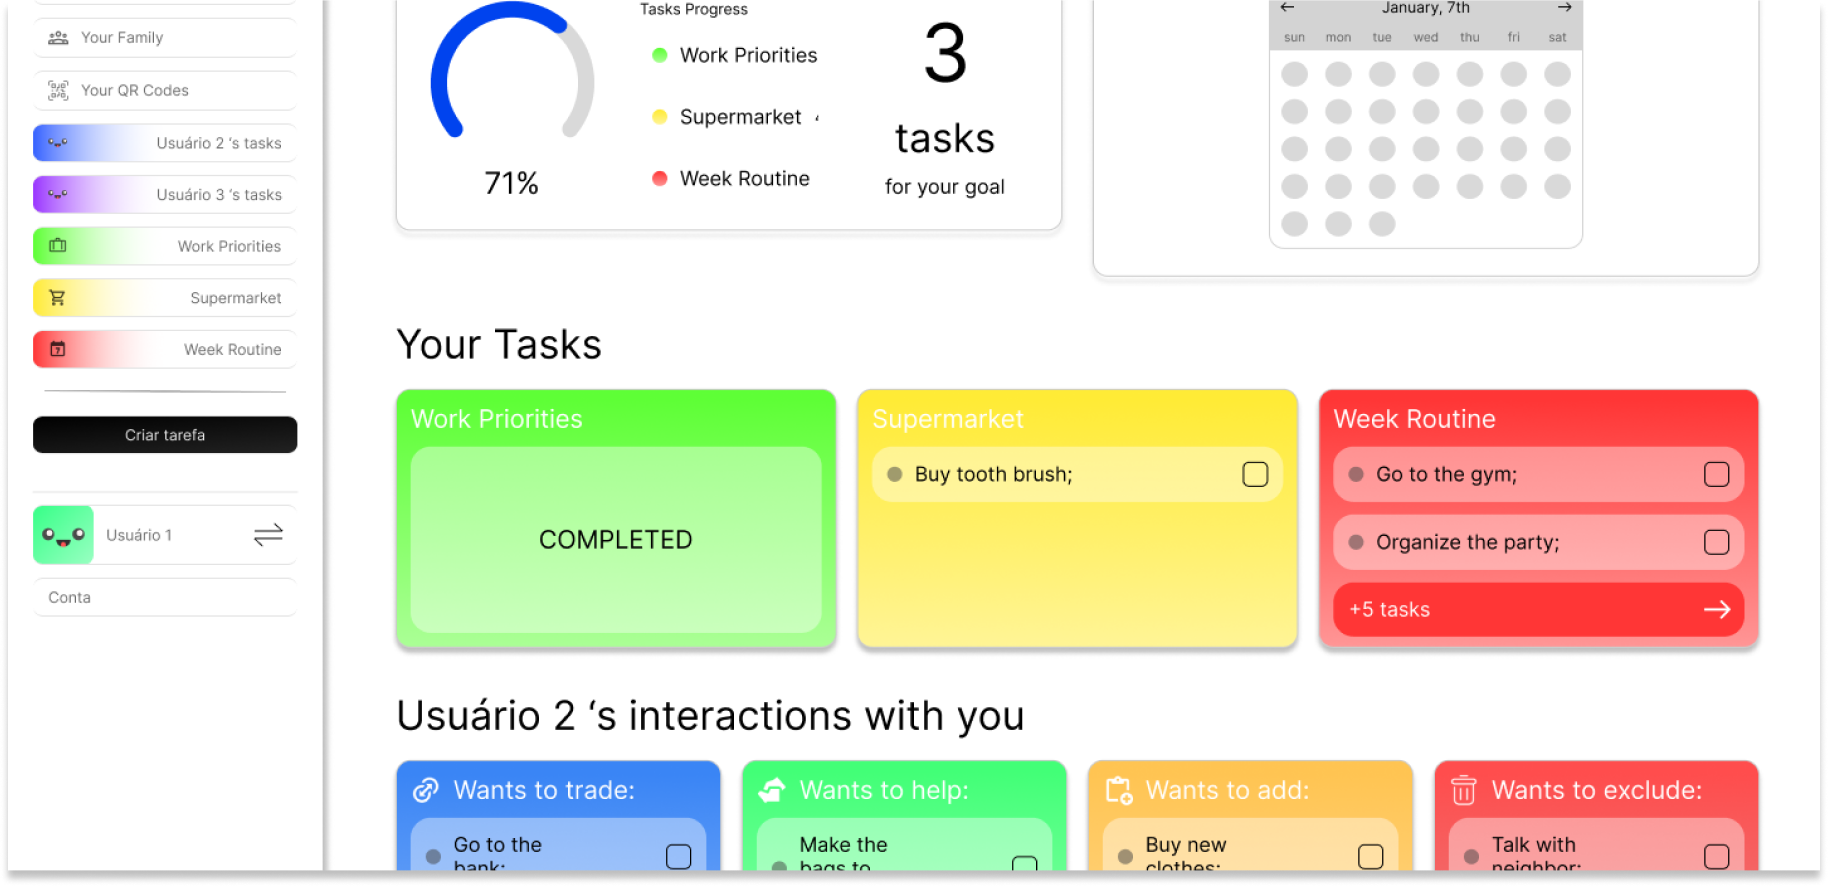 Your Family
Your QR Codes
Usuário 2 ‘s tasks
Usuário 3 ‘s tasks
Work Priorities
Supermarket
Week Routine
Criar tarefa
Usuário 1
Conta
71%
Tasks Progress
Work Priorities
Supermarket
Week Routine
3
tasks
for your goal
January, 7th
sun mon tue wed thu fri sat
Your Tasks
Work Priorities
COMPLETED
Supermarket
Buy tooth brush;
Week Routine
Go to the gym;
Organize the party;
+5 tasks
Usuário 2 ‘s interactions with you
Wants to trade:
Go to the
bank;
Wants to help:
Make the
bags to
Wants to add:
Buy new
clothes;
Wants to exclude:
Talk with
neighbor;